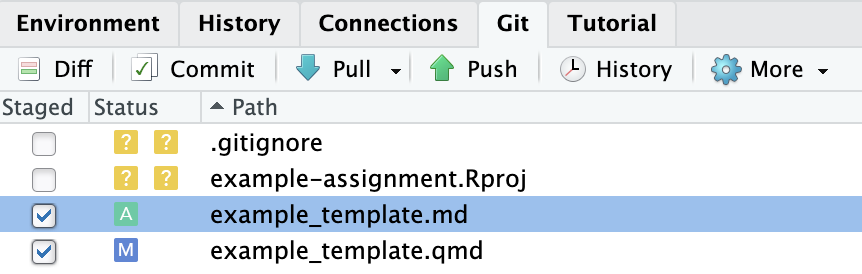 Environment History Connections Git Tutorial
Diff Commit Pull Push History More
Staged Status Path
? ? .gitignore
? ? example-assignment.Rproj
A example_template.md
M example_template.qmd